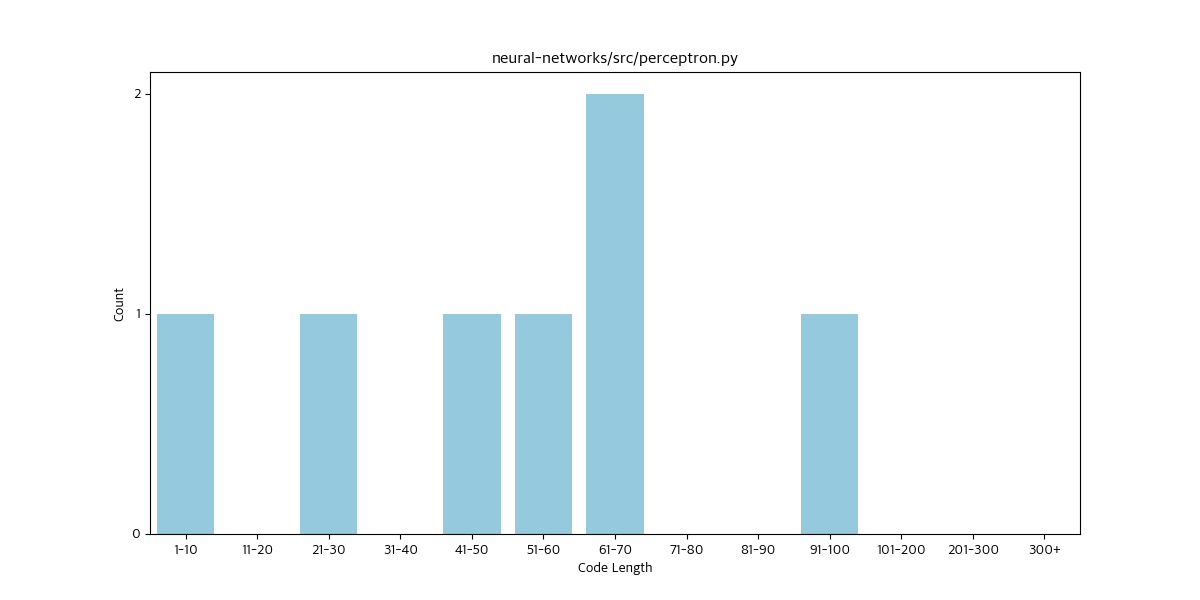 neural-networks/src/perceptron.py
2
1
0
Count
1-10 11-20 21-30 31-40 41-50 51-60 61-70 71-80 81-90 91-100 101-200 201-300 300+
Code Length